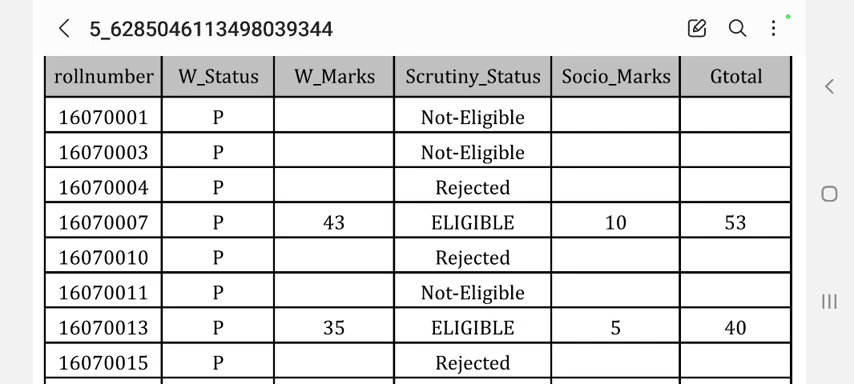 5_6285046113498039344
rollnumber W_Status W_Marks Scrutiny_Status Socio_Marks Gtotal
16070001 P Not-Eligible
16070003 P Not-Eligible
16070004 P Rejected
16070007 P 43 ELIGIBLE 10 53
16070010 P Rejected
16070011 P Not-Eligible
16070013 P 35 ELIGIBLE 5 40
16070015 P Rejected